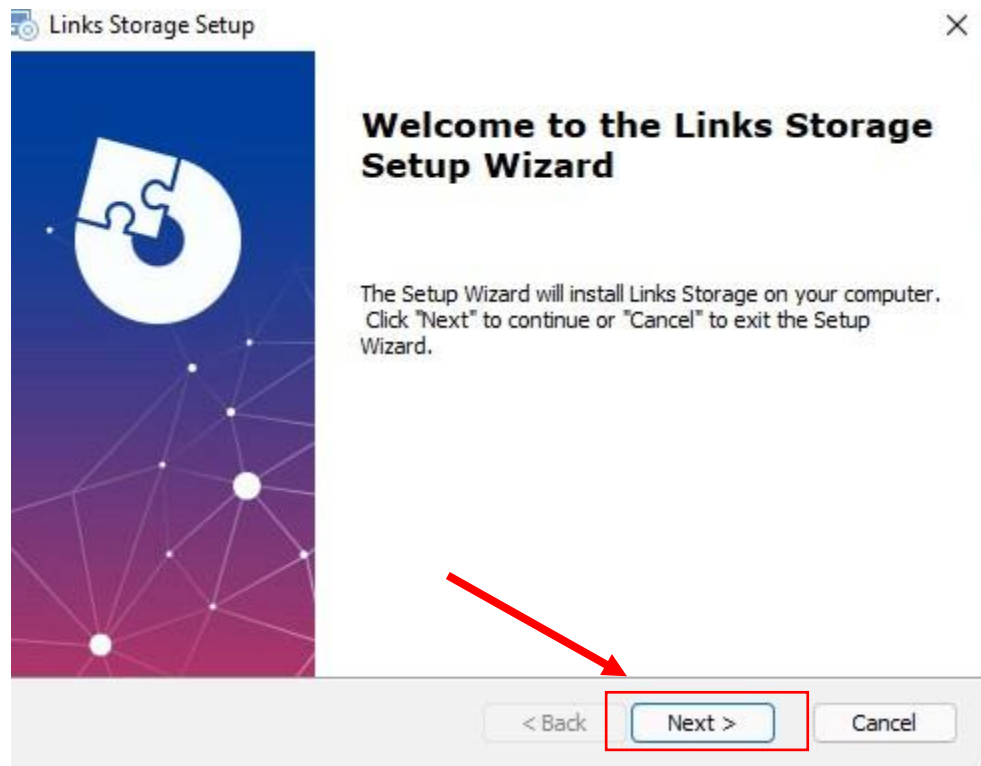 Links Storage Setup
Welcome to the Links Storage
Setup Wizard
The Setup Wizard will install Links Storage on your computer.
Click "Next" to continue or "Cancel" to exit the Setup
Wizard.
< Back
Next >
Cancel